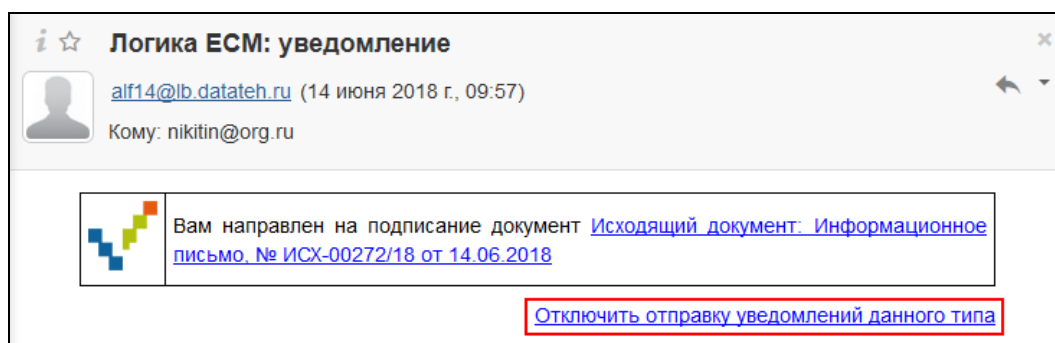 Логика ECM: уведомление
alf14@lb.datateh.ru (14 июня 2018 г., 09:57)
Кому: nikitin@org.ru
Вам направлен на подписание документ Исходящий документ: Информационное
письмо, № ИСХ-00272/18 от 14.06.2018
Отключить отправку уведомлений данного типа